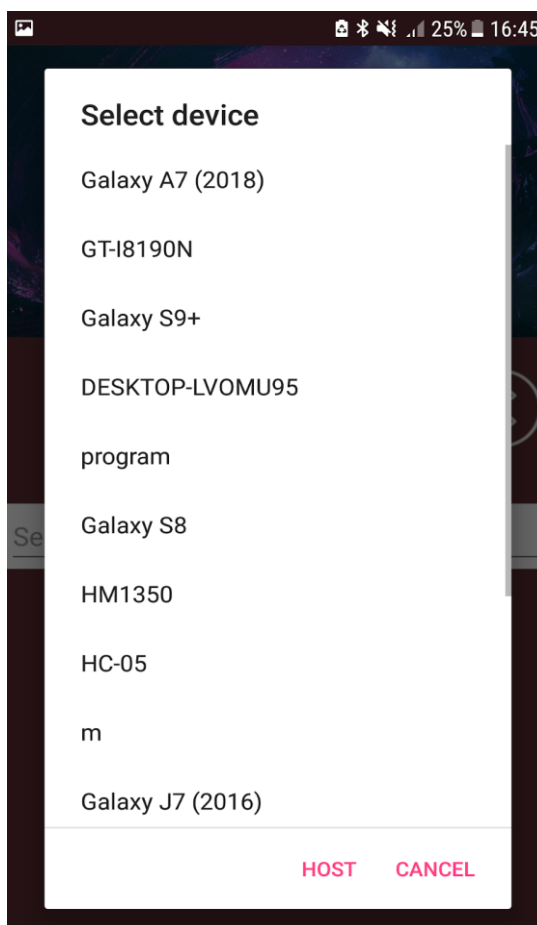 25% 16:45
Select device
Galaxy A7 (2018)
GT-I8190N
Galaxy S9+
DESKTOP-LVOMU95
program
Se
Galaxy S8
HM1350
HC-05
m
Galaxy J7 (2016)
HOST CANCEL